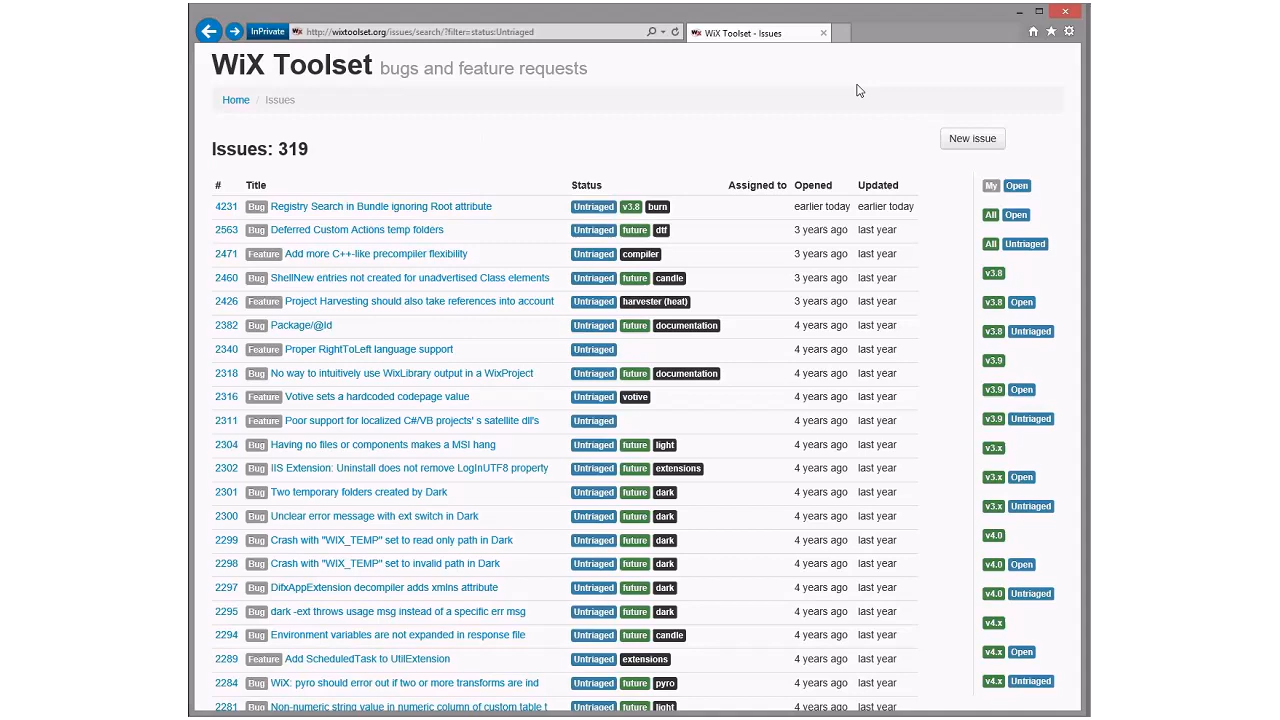 InPrivate http://wixtoolset.org/issues/search/?filter=status:Untriaged WiX Toolset - Issues
WiX Toolset bugs and feature requests
Home / Issues
New issue
Issues: 319
# Title Status Assigned to Opened Updated
4231 Bug Registry Search in Bundle ignoring Root attribute Untriaged v3.8 burn earlier today earlier today
2563 Bug Deferred Custom Actions temp folders Untriaged future dtf 3 years ago last year
2471 Feature Add more C++-like precompiler flexibility Untriaged compiler 3 years ago last year
2460 Bug ShellNew entries not created for unadvertised Class elements Untriaged future candle 3 years ago last year
2426 Feature Project Harvesting should also take references into account Untriaged harvester (heat) 3 years ago last year
2382 Bug Package/@Id Untriaged future documentation 4 years ago last year
2340 Feature Proper RightToLeft language support Untriaged 4 years ago last year
2318 Bug No way to intuitively use WixLibrary output in a WixProject Untriaged future documentation 4 years ago last year
2316 Feature Votive sets a hardcoded codepage value Untriaged votive 4 years ago last year
2311 Feature Poor support for localized C#/VB projects' s satellite dll's Untriaged 4 years ago last year
2304 Bug Having no files or components makes a MSI hang Untriaged future light 4 years ago last year
2302 Bug IIS Extension: Uninstall does not remove LogInUTF8 property Untriaged future extensions 4 years ago last year
2301 Bug Two temporary folders created by Dark Untriaged future dark 4 years ago last year
2300 Bug Unclear error message with ext switch in Dark Untriaged future dark 4 years ago last year
2299 Bug Crash with "WIX_TEMP" set to read only path in Dark Untriaged future dark 4 years ago last year
2298 Bug Crash with "WIX_TEMP" set to invalid path in Dark Untriaged future dark 4 years ago last year
2297 Bug DifxAppExtension decompiler adds xmlns attribute Untriaged future dark 4 years ago last year
2295 Bug dark -ext throws usage msg instead of a specific err msg Untriaged future dark 4 years ago last year
2294 Bug Environment variables are not expanded in response file Untriaged future candle 4 years ago last year
2289 Feature Add ScheduledTask to UtilExtension Untriaged extensions 4 years ago last year
2284 Bug WiX: pyro should error out if two or more transforms are ind Untriaged future pyro 4 years ago last year
2281 Bug Non-numeric string value in numeric column of custom table t Untriaged future light 4 years ago last year
My Open
All Open
All Untriaged
v3.8
v3.8 Open
v3.8 Untriaged
v3.9
v3.9 Open
v3.9 Untriaged
v3.x
v3.x Open
v3.x Untriaged
v4.0
v4.0 Open
v4.0 Untriaged
v4.x
v4.x Open
v4.x Untriaged